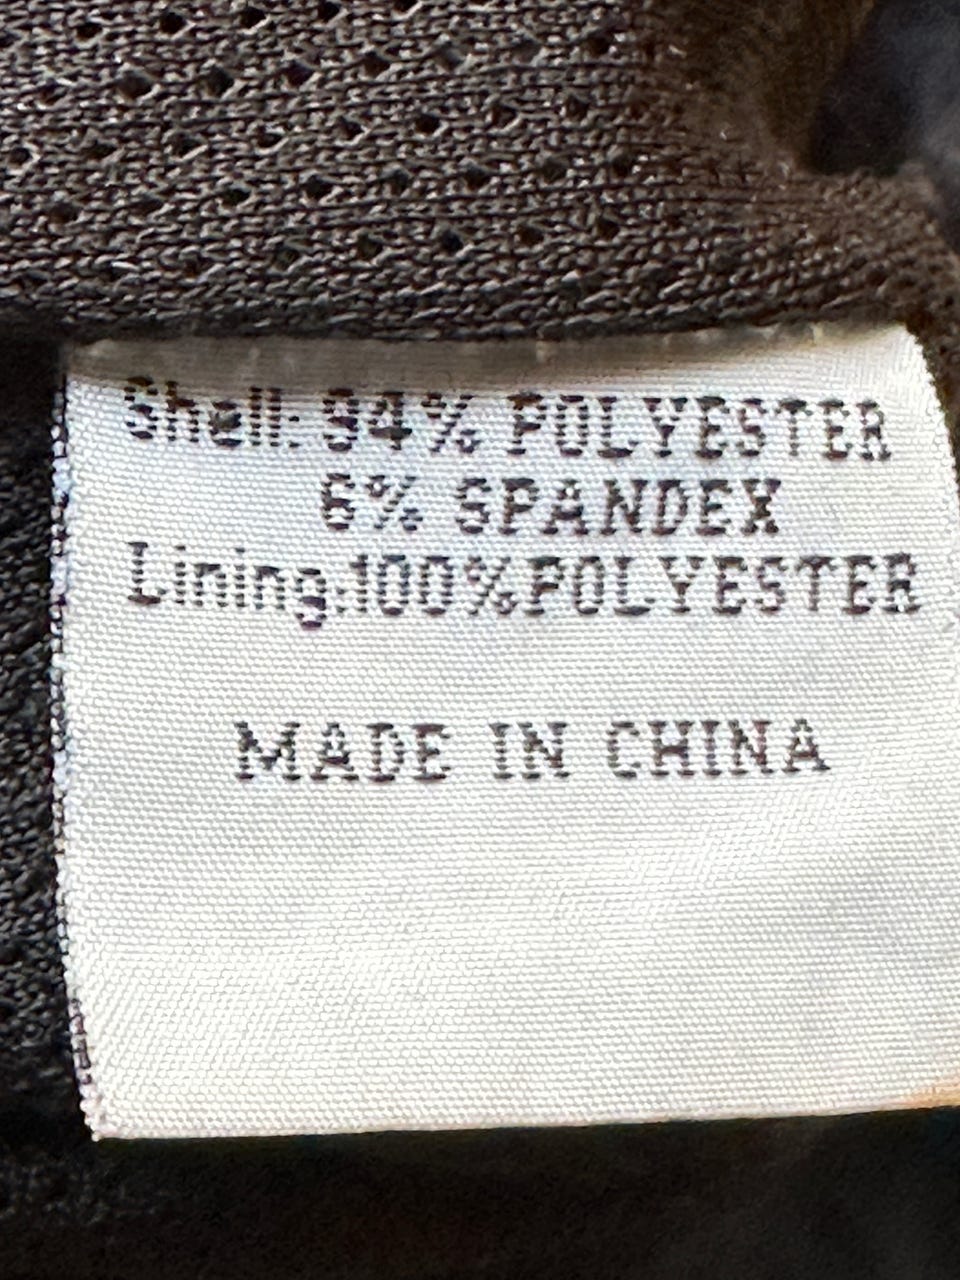 Shell: 94% POLYESTER
6% SPANDEX
Lining:100%POLYESTER
MADE IN CHINA